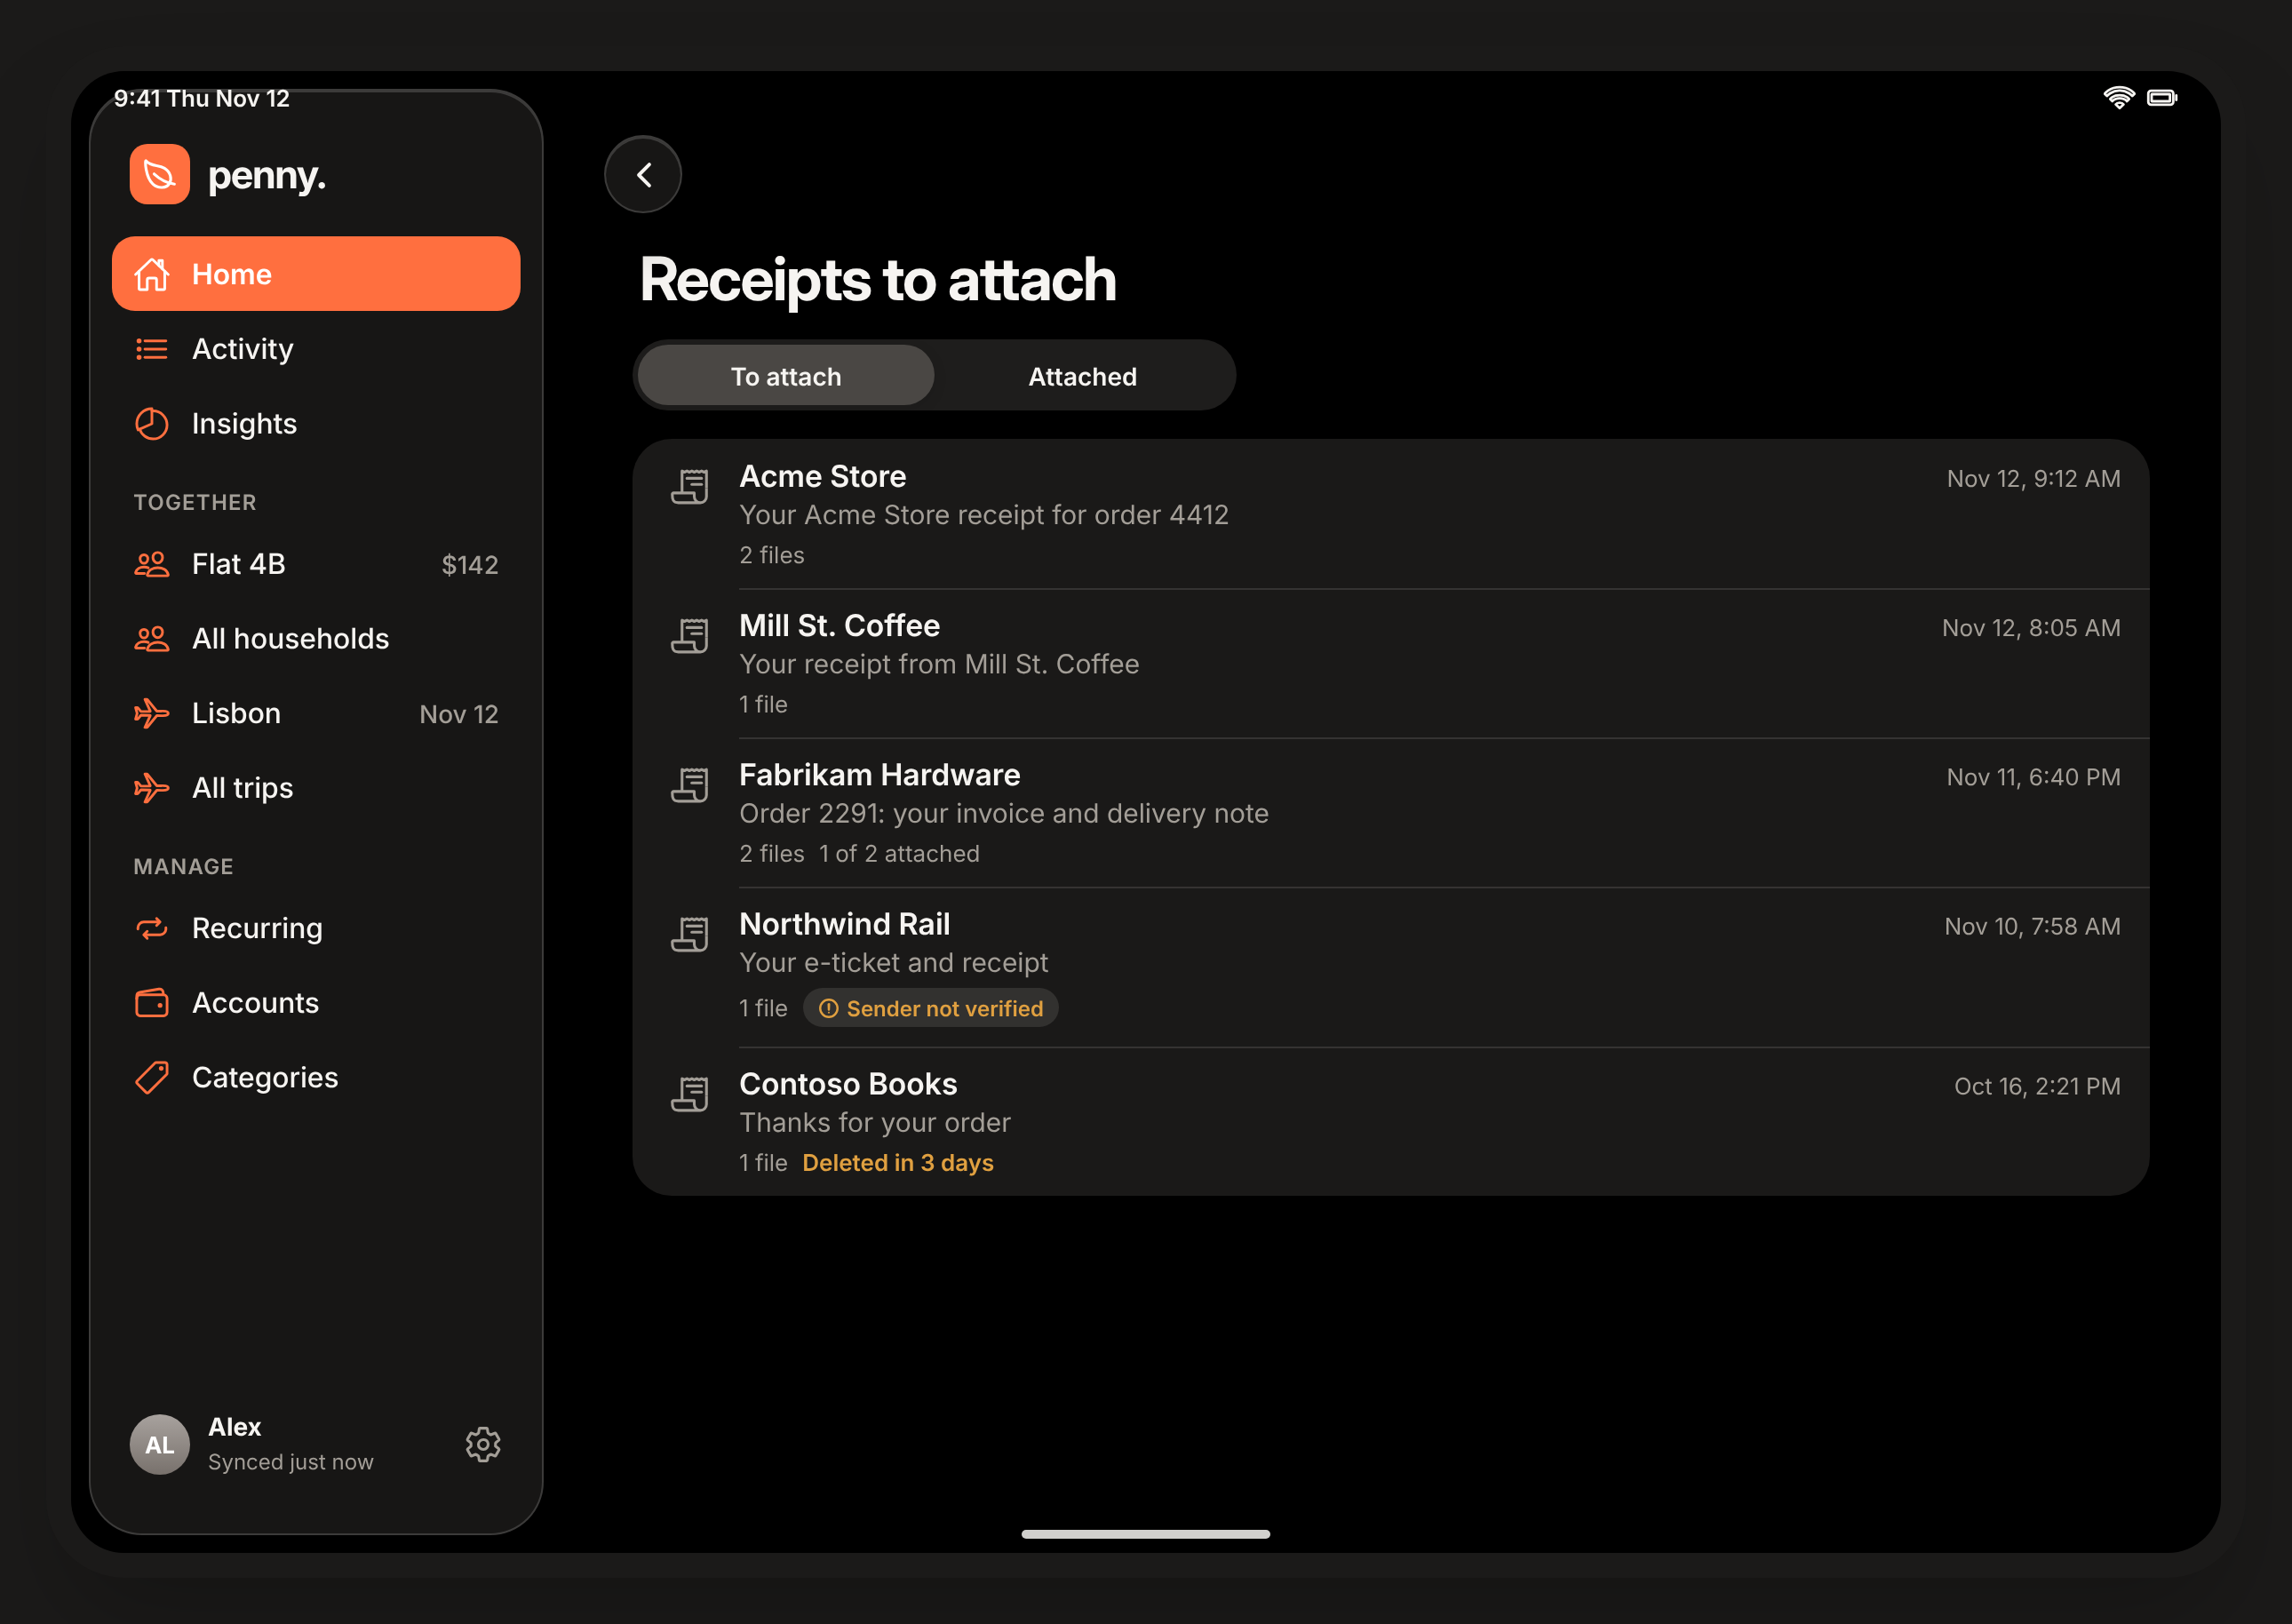 9:41 Thu Nov 12
penny.
Home
Activity
Insights
TOGETHER
Flat 4B $142
All households
Lisbon Nov 12
All trips
MANAGE
Recurring
Accounts
Categories
AL
Alex
Synced just now
Receipts to attach
To attach Attached
Acme Store Nov 12, 9:12 AM
Your Acme Store receipt for order 4412
2 files
Mill St. Coffee Nov 12, 8:05 AM
Your receipt from Mill St. Coffee
1 file
Fabrikam Hardware Nov 11, 6:40 PM
Order 2291: your invoice and delivery note
2 files 1 of 2 attached
Northwind Rail Nov 10, 7:58 AM
Your e-ticket and receipt
1 file Sender not verified
Contoso Books Oct 16, 2:21 PM
Thanks for your order
1 file Deleted in 3 days